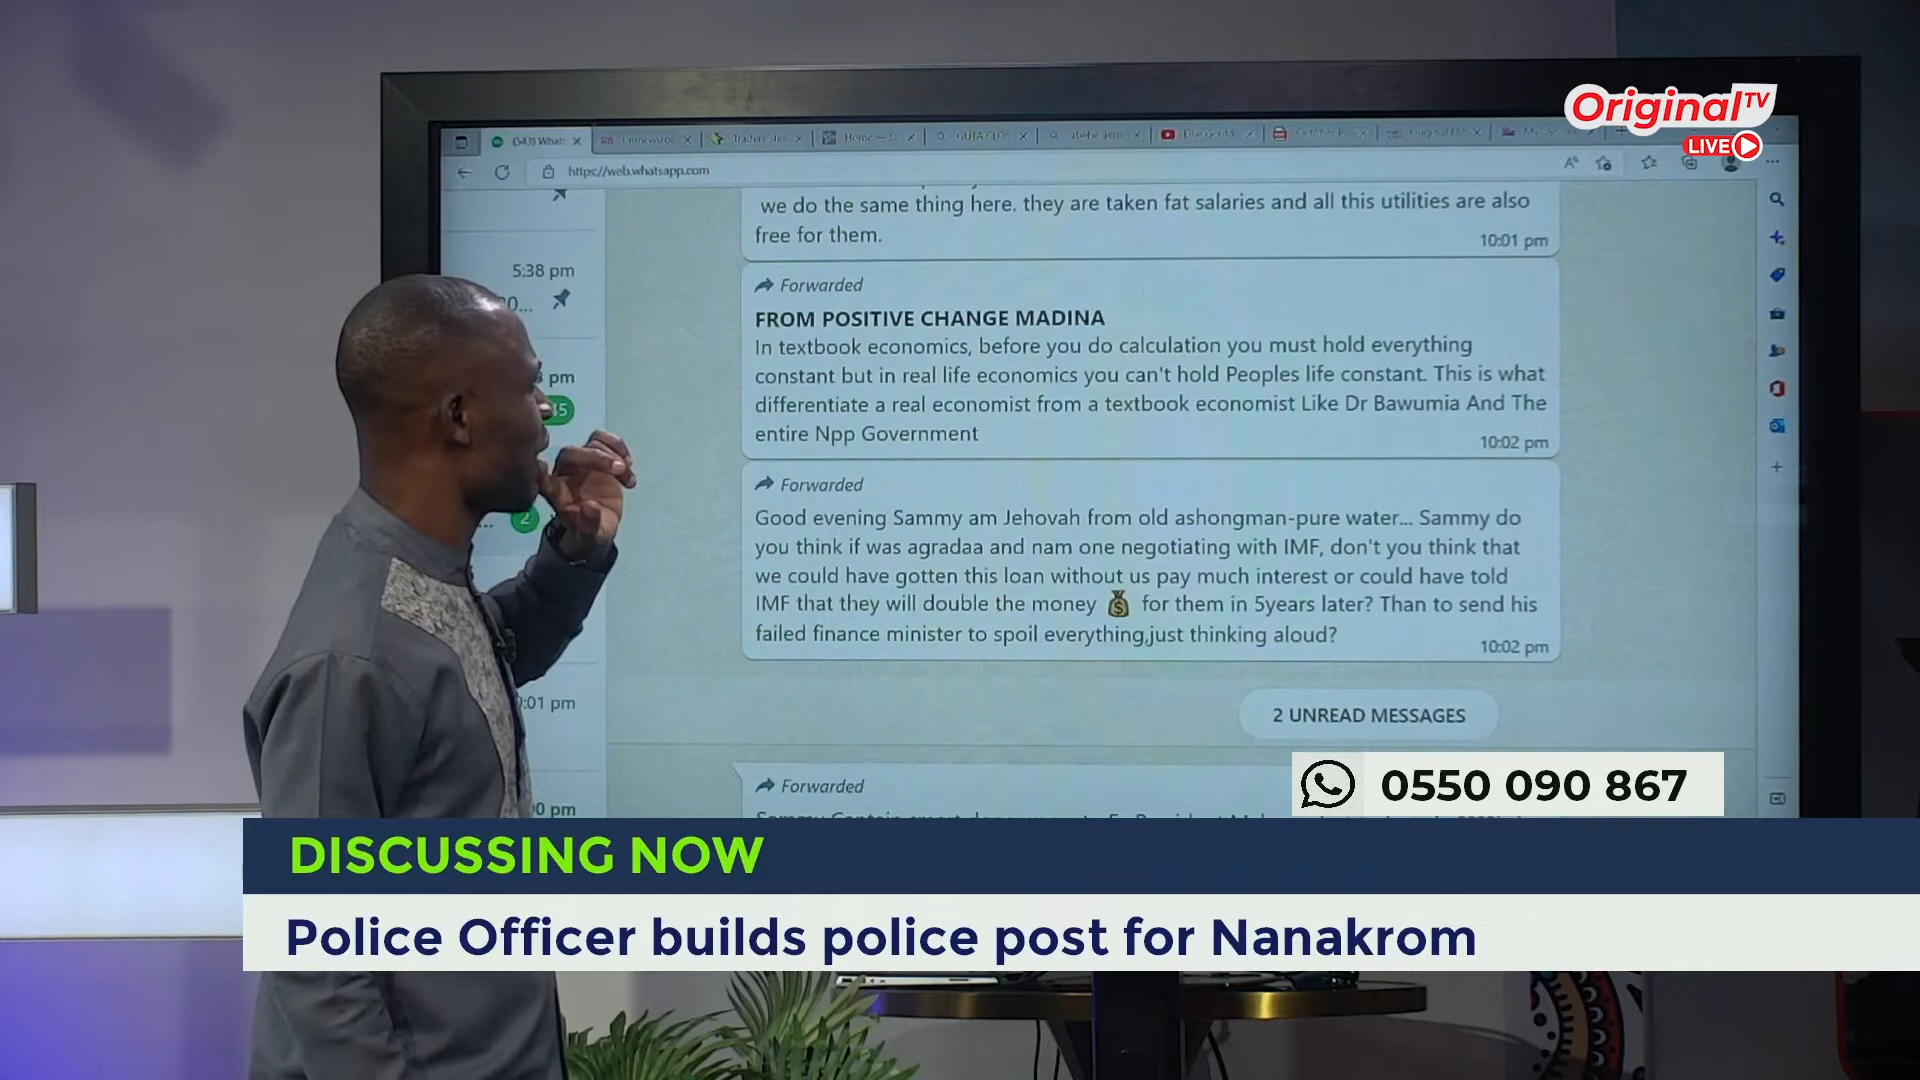 Original TV
LIVE
(543) What
https://web.whatsapp.com
we do the same thing here. they are taken fat salaries and all this utilities are also
free for them.
10:01 pm
5:38 pm
Forwarded
FROM POSITIVE CHANGE MADINA
In textbook economics, before you do calculation you must hold everything
constant but in real life economics you can't hold Peoples life constant. This is what
differentiate a real economist from a textbook economist Like Dr Bawumia And The
entire Npp Government
10:02 pm
pm
Forwarded
Good evening Sammy am Jehovah from old ashongman-pure water... Sammy do
you think if was agradaa and nam one negotiating with IMF, don't you think that
we could have gotten this loan without us pay much interest or could have told
IMF that they will double the money 💰 for them in 5years later? Than to send his
failed finance minister to spoil everything,just thinking aloud?
10:02 pm
2
:01 pm
2 UNREAD MESSAGES
Forwarded
0550 090 867
0 pm
DISCUSSING NOW
Police Officer builds police post for Nanakrom